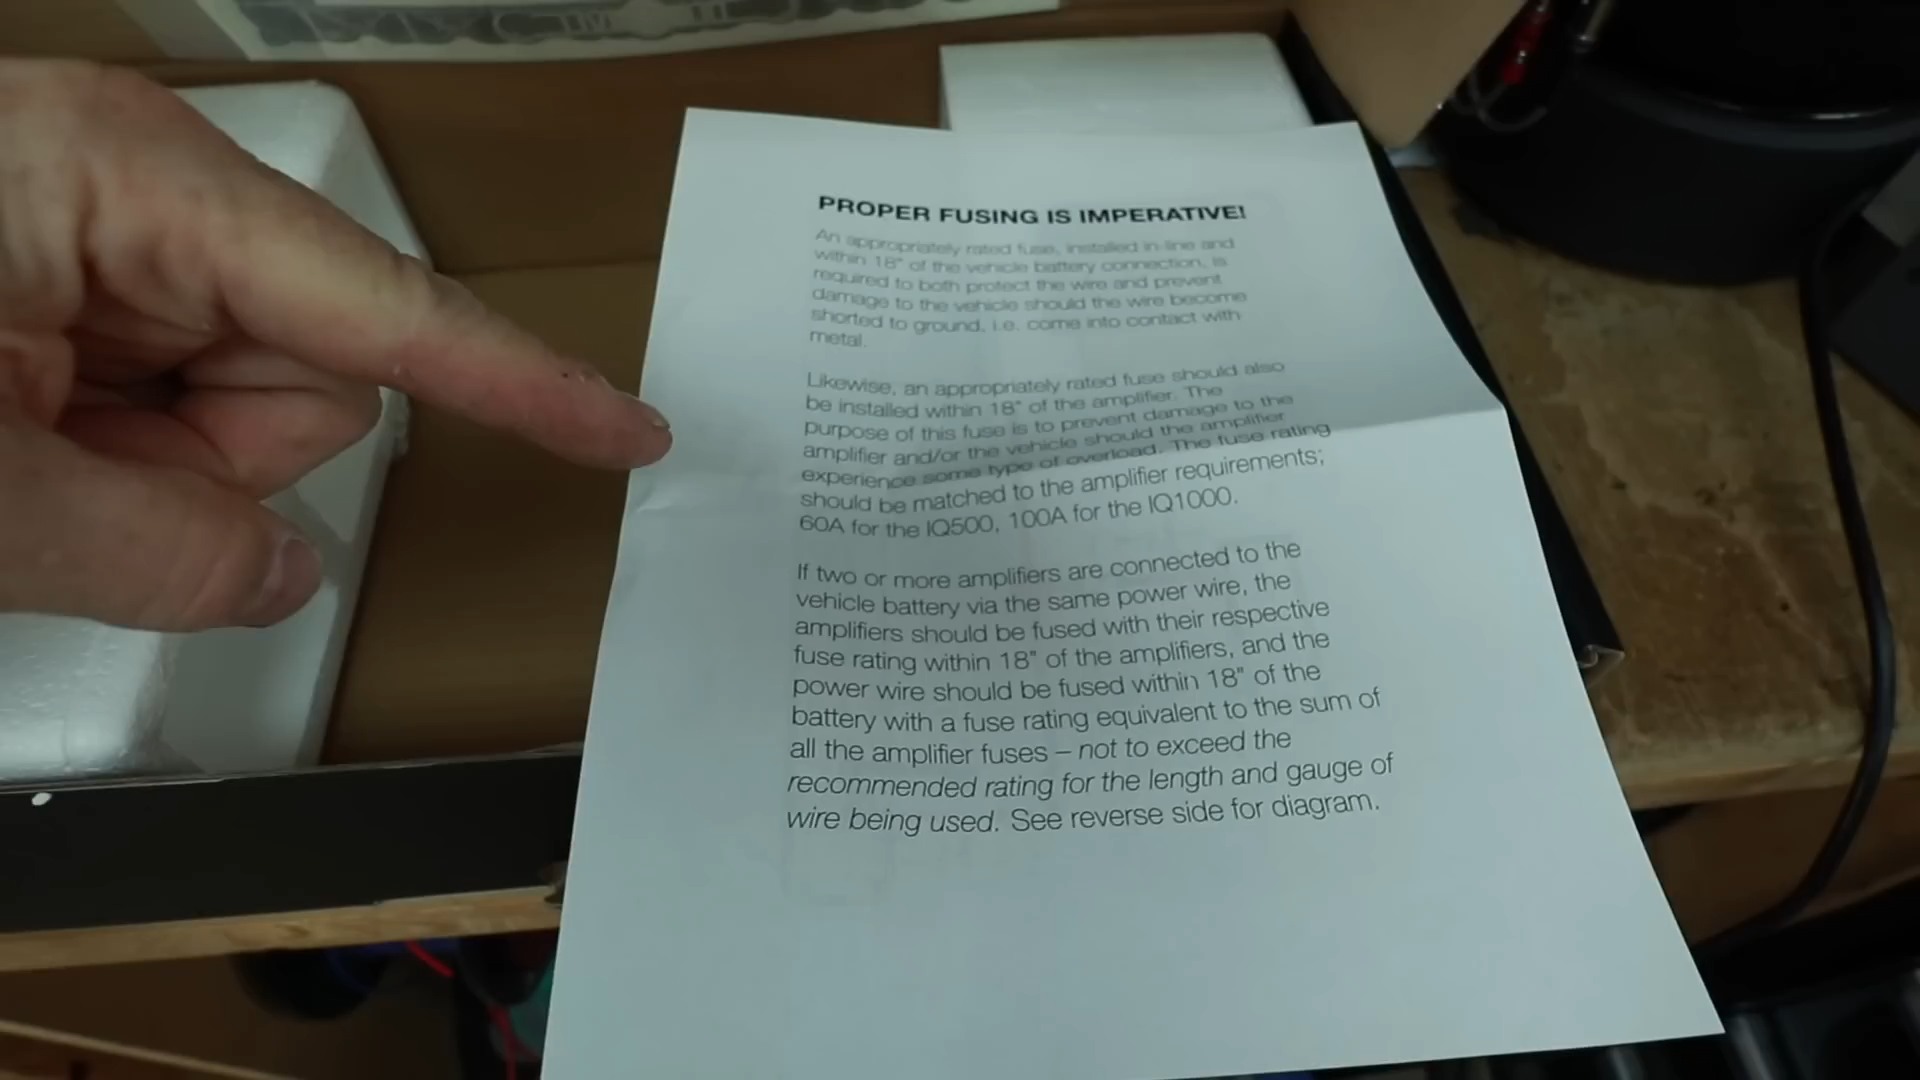 PROPER FUSING IS IMPERATIVE!
An appropriately rated fuse, installed in-line and
within 18" of the vehicle battery connection, is
required to both protect the wire and prevent
damage to the vehicle should the wire become
shorted to ground, i.e. come into contact with
metal.
Likewise, an appropriately rated fuse should also
be installed within 18" of the amplifier. The
purpose of this fuse is to prevent damage to the
amplifier and/or the vehicle should the amplifier
experience some type of overload. The fuse rating
should be matched to the amplifier requirements;
60A for the IQ500, 100A for the IQ1000.
If two or more amplifiers are connected to the
vehicle battery via the same power wire, the
amplifiers should be fused with their respective
fuse rating within 18" of the amplifiers, and the
power wire should be fused within 18" of the
battery with a fuse rating equivalent to the sum of
all the amplifier fuses – not to exceed the
recommended rating for the length and gauge of
wire being used. See reverse side for diagram.